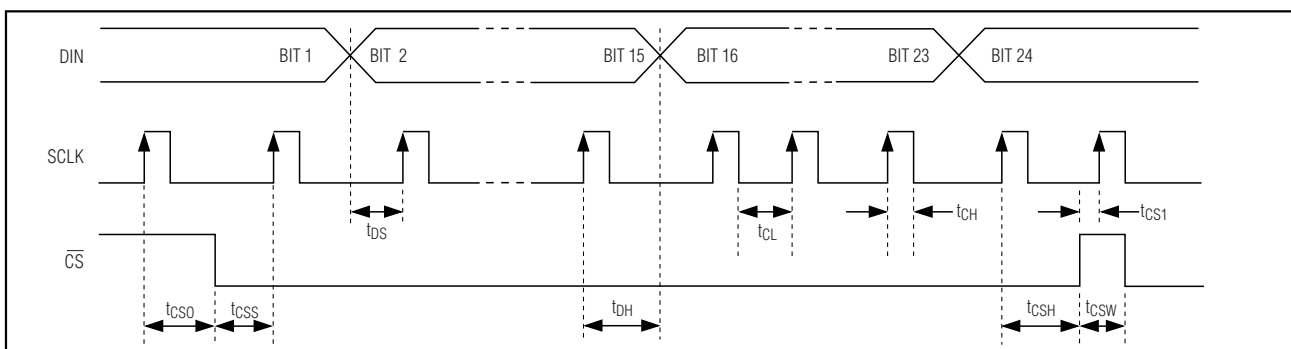 DIN
BIT 1
BIT 2
BIT 15
BIT 16
BIT 23
BIT 24
SCLK
tDS
tCL
tCH
tCS1
CS
tCSO
tCSS
tDH
tCSH
tCSW